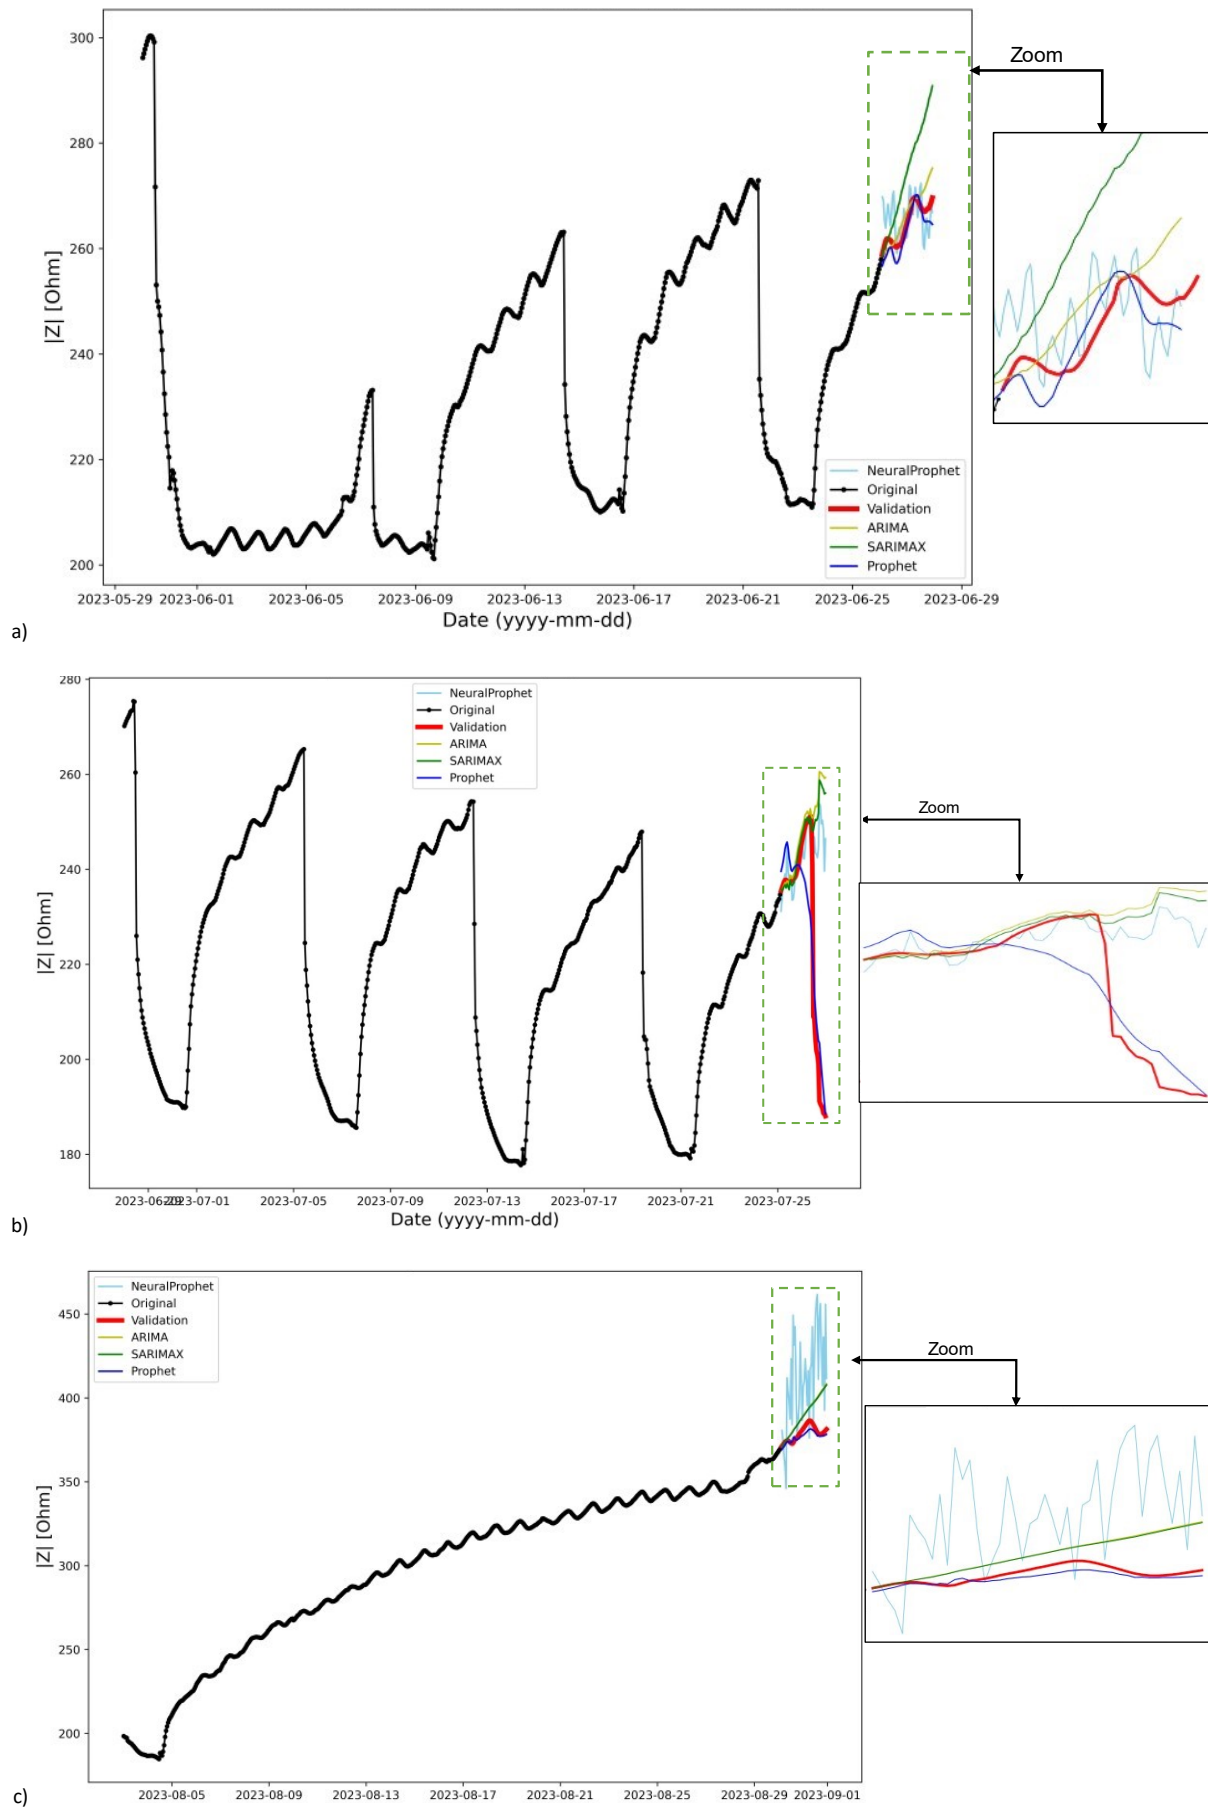 300
280
260
240
220
200
|Z| [Ohm]
Zoom
NeuralProphet
Original
Validation
ARIMA
SARIMAX
Prophet
2023-05-29 2023-06-01 2023-06-05 2023-06-09 2023-06-13 2023-06-17 2023-06-21 2023-06-25 2023-06-29
Date (yyyy-mm-dd)
a)
280
260
240
220
200
180
|Z| [Ohm]
NeuralProphet
Original
Validation
ARIMA
SARIMAX
Prophet
Zoom
2023-06-29 2023-07-01 2023-07-05 2023-07-09 2023-07-13 2023-07-17 2023-07-21 2023-07-25
Date (yyyy-mm-dd)
b)
450
400
350
300
250
200
|Z| [Ohm]
NeuralProphet
Original
Validation
ARIMA
SARIMAX
Prophet
Zoom
2023-08-05 2023-08-09 2023-08-13 2023-08-17 2023-08-21 2023-08-25 2023-08-29 2023-09-01
c)